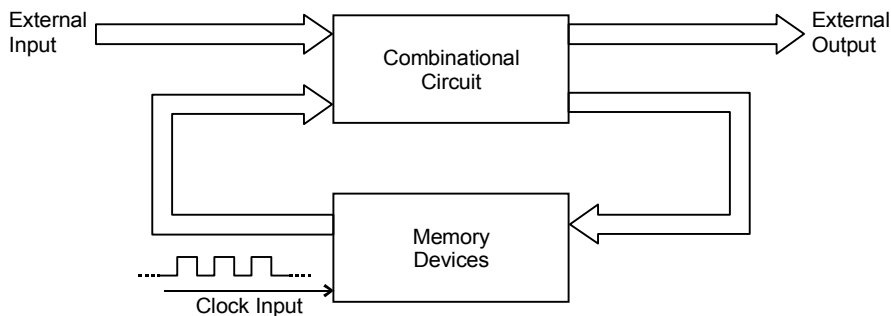 External
Input
Combinational
Circuit
External
Output
Memory
Devices
Clock Input